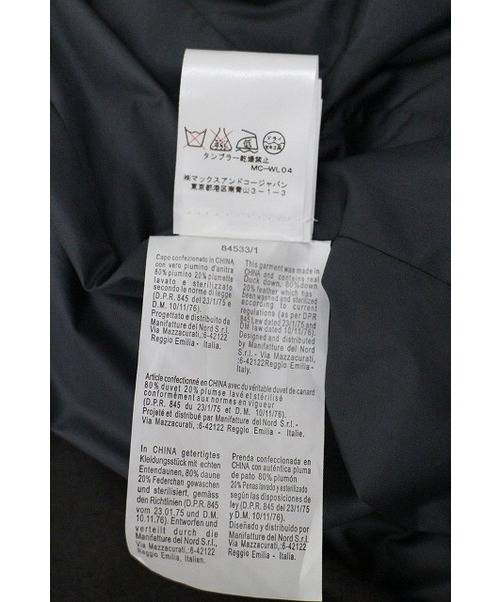 タンブラー乾燥禁止
MC-WL04
㈱マックスアンドコージャパン
東京都港区南青山3-1-3
84533/1
Capo confezionato in CHINA
con vero piumino d'anitra
80% piumino 20% piumette
lavato e sterilizzato
secondo le norme di legge
(D.P.R. 845 del 23/1/75 e
D.M. 10/11/76).
Progettato e distribuito da
Manifatture del Nord S.r.l.-
Via Mazzacurati,:6-42122
Reggio Emilia - Italia.
This garment was made in
CHINA and contains real
Duck down, 80%down
20% feather which has
been washed and sterilized
according to current
regulations (as per DPR
845 Law dated 23/1/75 and
DM law dated 10/11/76).
Designed and distributed
by Manifatture del Nord
S.r.l.-Via Mazzacurati,
:6-42122Reggio Emilia-
Italy.
Article confectionné en CHINA avec du véritable duvet de canard
80% duvet 20% plumse lavé et stérilisé
conformément aux normes en vigueur
(D.P.R. 845 du 23/1/75 et D.M. 10/11/76).
Projeté et distribué par Manifatture del Nord S.r.l.-
Via Mazzacurati,:6-42122 Reggio Emilia - Italie.
In CHINA getertigtes
Kleidungsstück mit echten
Entendaunen, 80% daune
20% Federchan gewaschen
und sterilisiert, gemäss
den Richtlinien (D.P.R. 845
vom 23.01.75 und D.M.
10.11.76). Entworfen und
verteilt durch die
Manifatture del Nord S.r.l.,
Via Mazzacurati,:6-42122
Reggio Emilia, Italien.
Prenda confeccionada en
CHINA con auténtica pluma
de pato 80% plumón
20% Penas lavado y asterilizado
según las disposiciones de
ley (D.P.R. 845 del 23/1/75
y D.M. 10/11/76).
Diseñado y distribuido por
Manifatture del Nord S.r.l.-
Via Mazzacurati,:6-42122
Reggio Emilia - Italia.